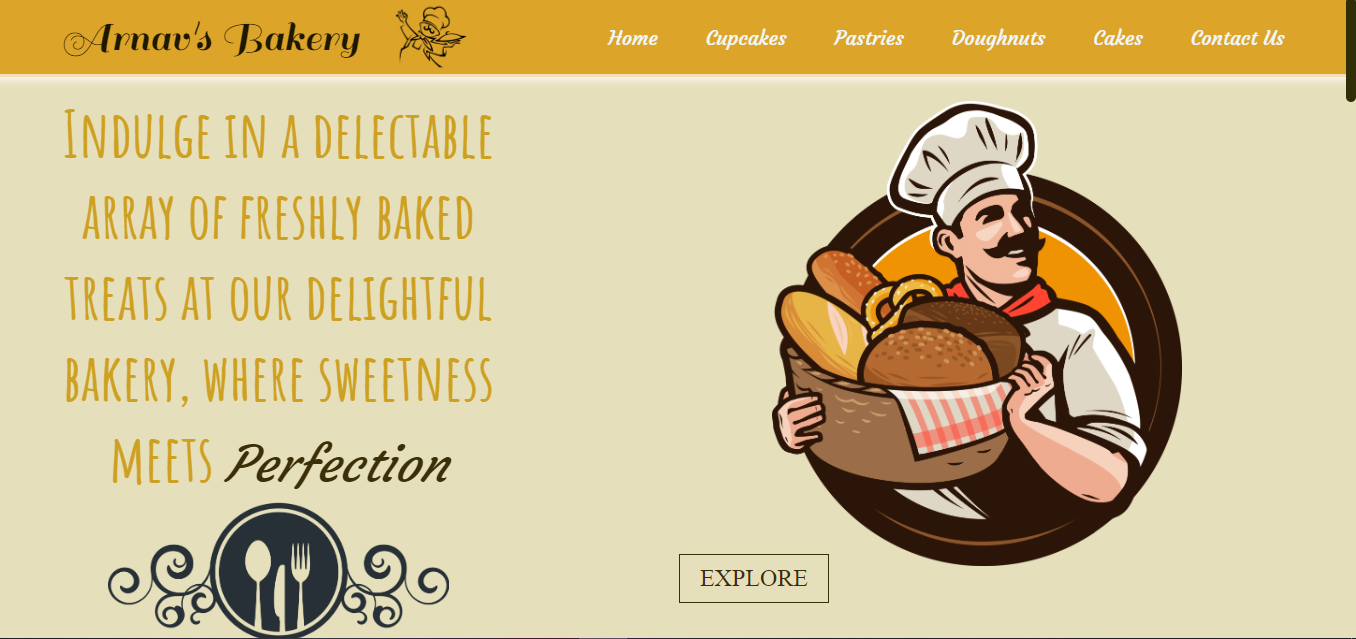 Arnav's Bakery
Home Cupcakes Pastries Doughnuts Cakes Contact Us
Indulge in a delectable
array of freshly baked
treats at our delightful
bakery, where sweetness
meets Perfection
EXPLORE